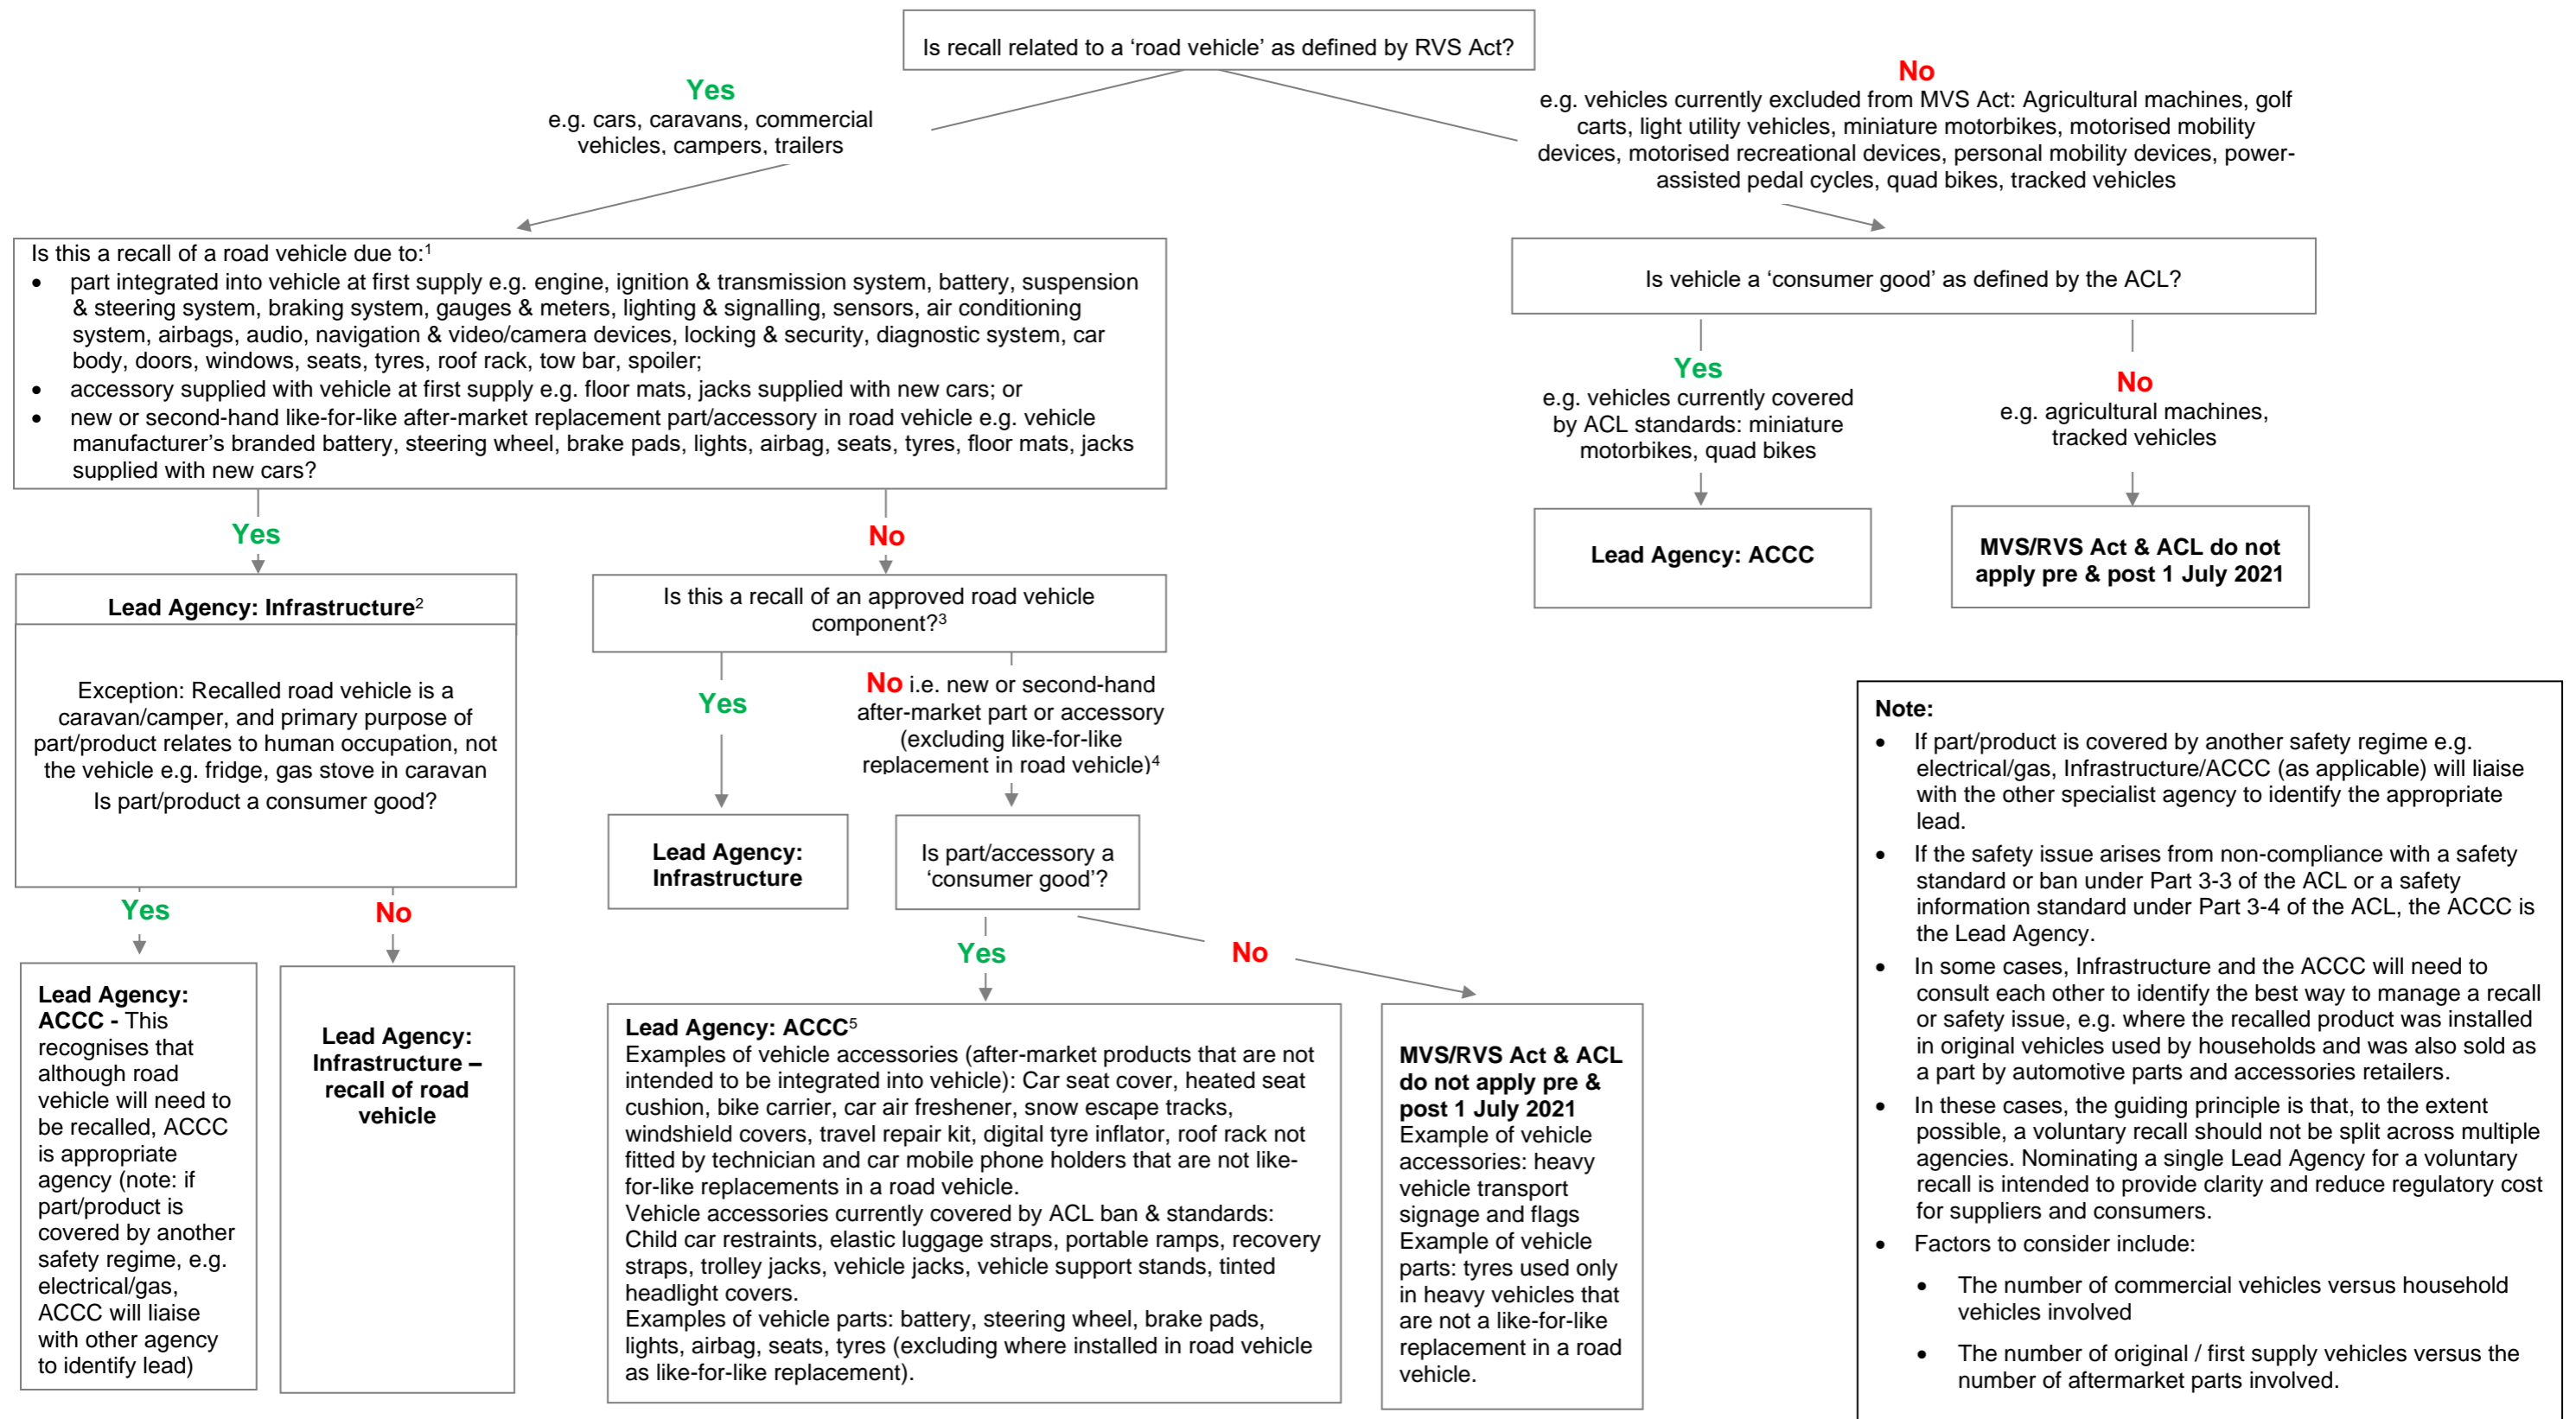 Is recall related to a ‘road vehicle’ as defined by RVS Act?
Yes
e.g. cars, caravans, commercial
vehicles, campers, trailers
No
e.g. vehicles currently excluded from MVS Act: Agricultural machines, golf
carts, light utility vehicles, miniature motorbikes, motorised mobility
devices, motorised recreational devices, personal mobility devices, power-
assisted pedal cycles, quad bikes, tracked vehicles
Is this a recall of a road vehicle due to:¹
• part integrated into vehicle at first supply e.g. engine, ignition & transmission system, battery, suspension
& steering system, braking system, gauges & meters, lighting & signalling, sensors, air conditioning
system, airbags, audio, navigation & video/camera devices, locking & security, diagnostic system, car
body, doors, windows, seats, tyres, roof rack, tow bar, spoiler;
• accessory supplied with vehicle at first supply e.g. floor mats, jacks supplied with new cars; or
• new or second-hand like-for-like after-market replacement part/accessory in road vehicle e.g. vehicle
manufacturer’s branded battery, steering wheel, brake pads, lights, airbag, seats, tyres, floor mats, jacks
supplied with new cars?
Is vehicle a ‘consumer good’ as defined by the ACL?
Yes
e.g. vehicles currently covered
by ACL standards: miniature
motorbikes, quad bikes
No
e.g. agricultural machines,
tracked vehicles
Lead Agency: ACCC
MVS/RVS Act & ACL do not
apply pre & post 1 July 2021
Yes
No
Lead Agency: Infrastructure²
Exception: Recalled road vehicle is a
caravan/camper, and primary purpose of
part/product relates to human occupation, not
the vehicle e.g. fridge, gas stove in caravan
Is part/product a consumer good?
Is this a recall of an approved road vehicle
component?³
Yes
No i.e. new or second-hand
after-market part or accessory
(excluding like-for-like
replacement in road vehicle)⁴
Lead Agency:
Infrastructure
Is part/accessory a
‘consumer good’?
Yes
No
Lead Agency:
ACCC - This
recognises that
although road
vehicle will need to
be recalled, ACCC
is appropriate
agency (note: if
part/product is
covered by another
safety regime, e.g.
electrical/gas,
ACCC will liaise
with other agency
to identify lead)
Lead Agency:
Infrastructure –
recall of road
vehicle
Yes
No
Lead Agency: ACCC⁵
Examples of vehicle accessories (after-market products that are not
intended to be integrated into vehicle): Car seat cover, heated seat
cushion, bike carrier, car air freshener, snow escape tracks,
windshield covers, travel repair kit, digital tyre inflator, roof rack not
fitted by technician and car mobile phone holders that are not like-
for-like replacements in a road vehicle.
Vehicle accessories currently covered by ACL ban & standards:
Child car restraints, elastic luggage straps, portable ramps, recovery
straps, trolley jacks, vehicle jacks, vehicle support stands, tinted
headlight covers.
Examples of vehicle parts: battery, steering wheel, brake pads,
lights, airbag, seats, tyres (excluding where installed in road vehicle
as like-for-like replacement).
MVS/RVS Act & ACL
do not apply pre &
post 1 July 2021
Example of vehicle
accessories: heavy
vehicle transport
signage and flags
Example of vehicle
parts: tyres used only
in heavy vehicles that
are not a like-for-like
replacement in a road
vehicle.
Note:
• If part/product is covered by another safety regime e.g.
electrical/gas, Infrastructure/ACCC (as applicable) will liaise
with the other specialist agency to identify the appropriate
lead.
• If the safety issue arises from non-compliance with a safety
standard or ban under Part 3-3 of the ACL or a safety
information standard under Part 3-4 of the ACL, the ACCC is
the Lead Agency.
• In some cases, Infrastructure and the ACCC will need to
consult each other to identify the best way to manage a recall
or safety issue, e.g. where the recalled product was installed
in original vehicles used by households and was also sold as
a part by automotive parts and accessories retailers.
• In these cases, the guiding principle is that, to the extent
possible, a voluntary recall should not be split across multiple
agencies. Nominating a single Lead Agency for a voluntary
recall is intended to provide clarity and reduce regulatory cost
for suppliers and consumers.
• Factors to consider include:
• The number of commercial vehicles versus household
vehicles involved
• The number of original / first supply vehicles versus the
number of aftermarket parts involved.